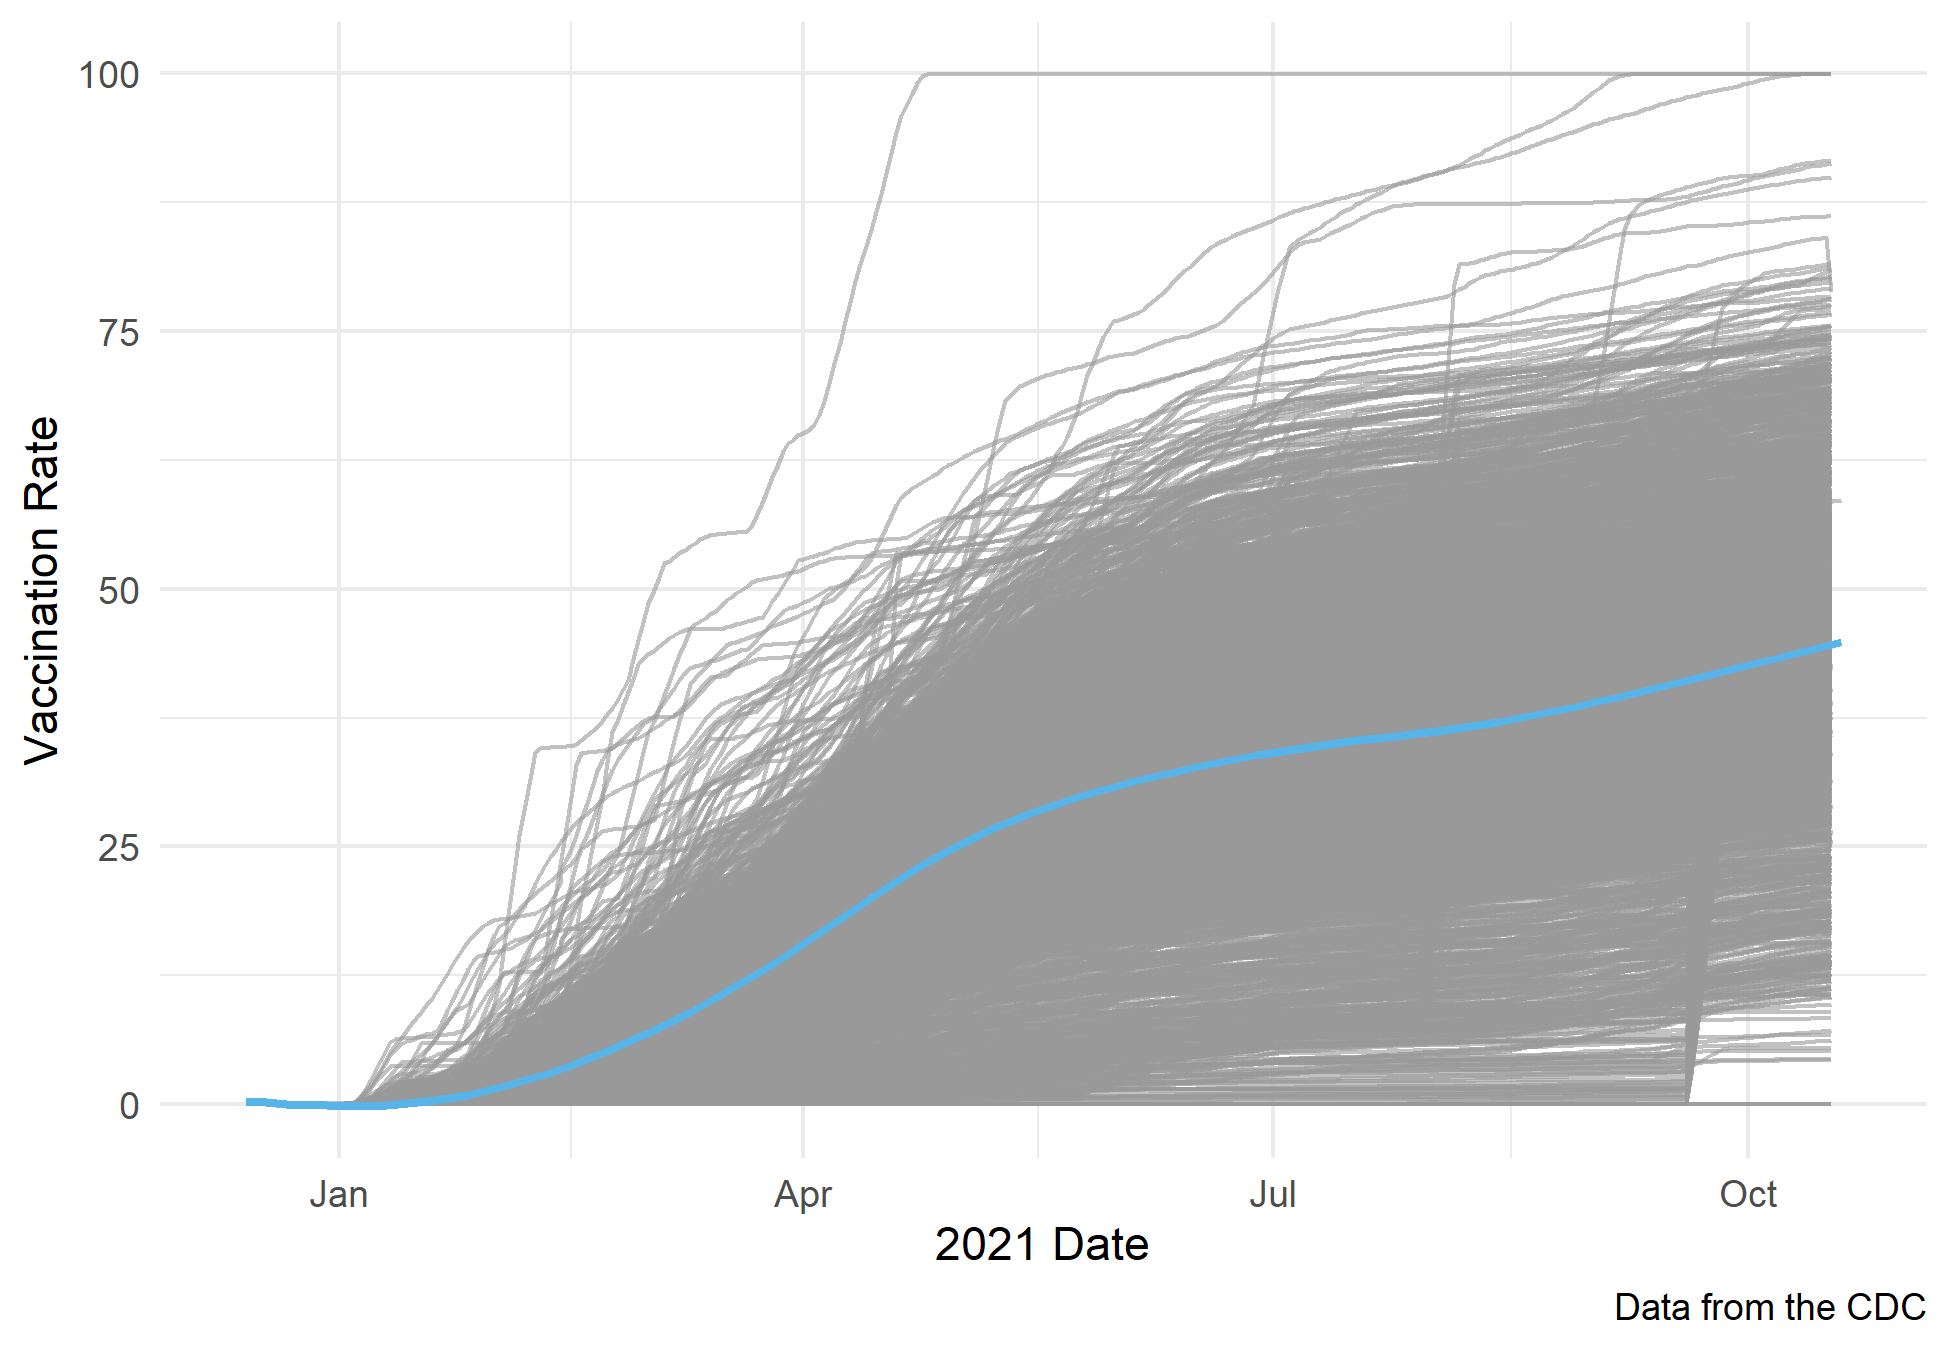 100
75
50
25
0
Vaccination Rate
Jan Apr Jul Oct
2021 Date
Data from the CDC